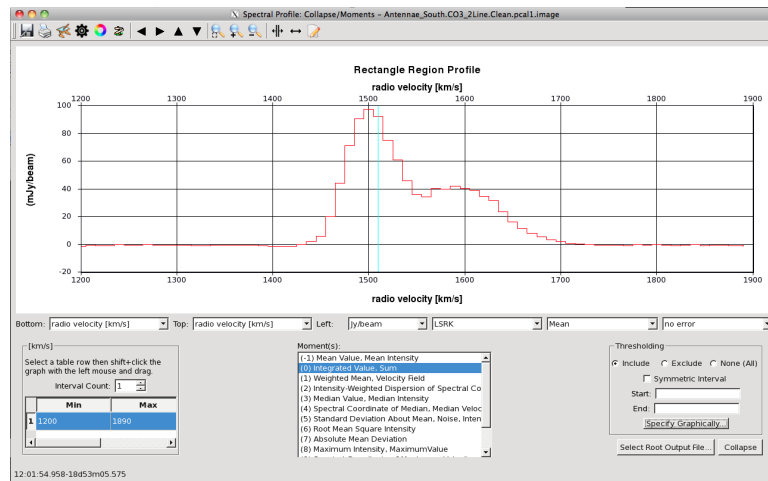 Spectral Profile: Collapse/Moments - Antennae_South.CO3_2Line.Clean.pcal1.image
Rectangle Region Profile
radio velocity [km/s]
1200 1300 1400 1500 1600 1700 1800 1900
100
80
60
40
20
0
-20
(mJy/beam)
1200 1300 1400 1500 1600 1700 1800 1900
radio velocity [km/s]
Bottom: radio velocity [km/s] Top: radio velocity [km/s] Left: Jy/beam LSRK Mean no error
[km/s]
Select a table row then shift+click the
graph with the left mouse and drag.
Interval Count: 1
Min Max
1 1200 1890
Moment(s):
(-1) Mean Value, Mean Intensity
(0) Integrated Value, Sum
(1) Weighted Mean, Velocity Field
(2) Intensity-Weighted Dispersion of Spectral Co
(3) Median Value, Median Intensity
(4) Spectral Coordinate of Median, Median Veloc
(5) Standard Deviation About Mean, Noise, Inten
(6) Root Mean Square Intensity
(7) Absolute Mean Deviation
(8) Maximum Intensity, MaximumValue
Thresholding
Include Exclude None (All)
Symmetric Interval
Start:
End:
Specify Graphically...
Select Root Output File... Collapse
12:01:54.958-18d53m05.575